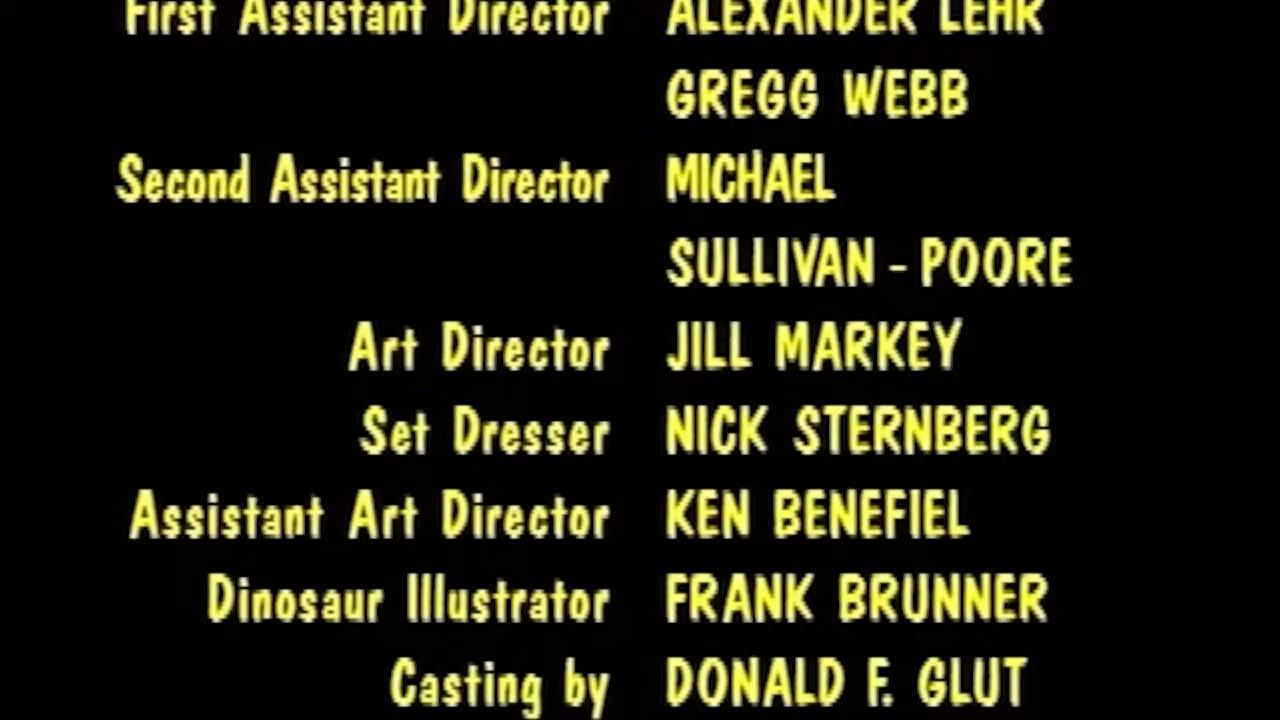 First Assistant Director ALEXANDER LEHR
GREGG WEBB
Second Assistant Director MICHAEL
SULLIVAN - POORE
Art Director JILL MARKEY
Set Dresser NICK STERNBERG
Assistant Art Director KEN BENEFIEL
Dinosaur Illustrator FRANK BRUNNER
Casting by DONALD F. GLUT